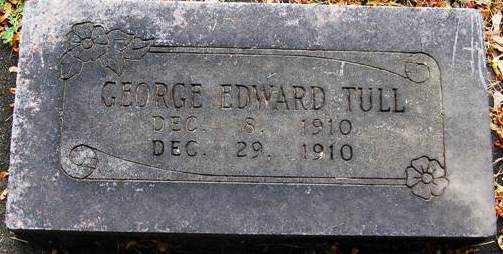 GEORGE EDWARD TULL
DEC. 8, 1910
DEC. 29, 1910